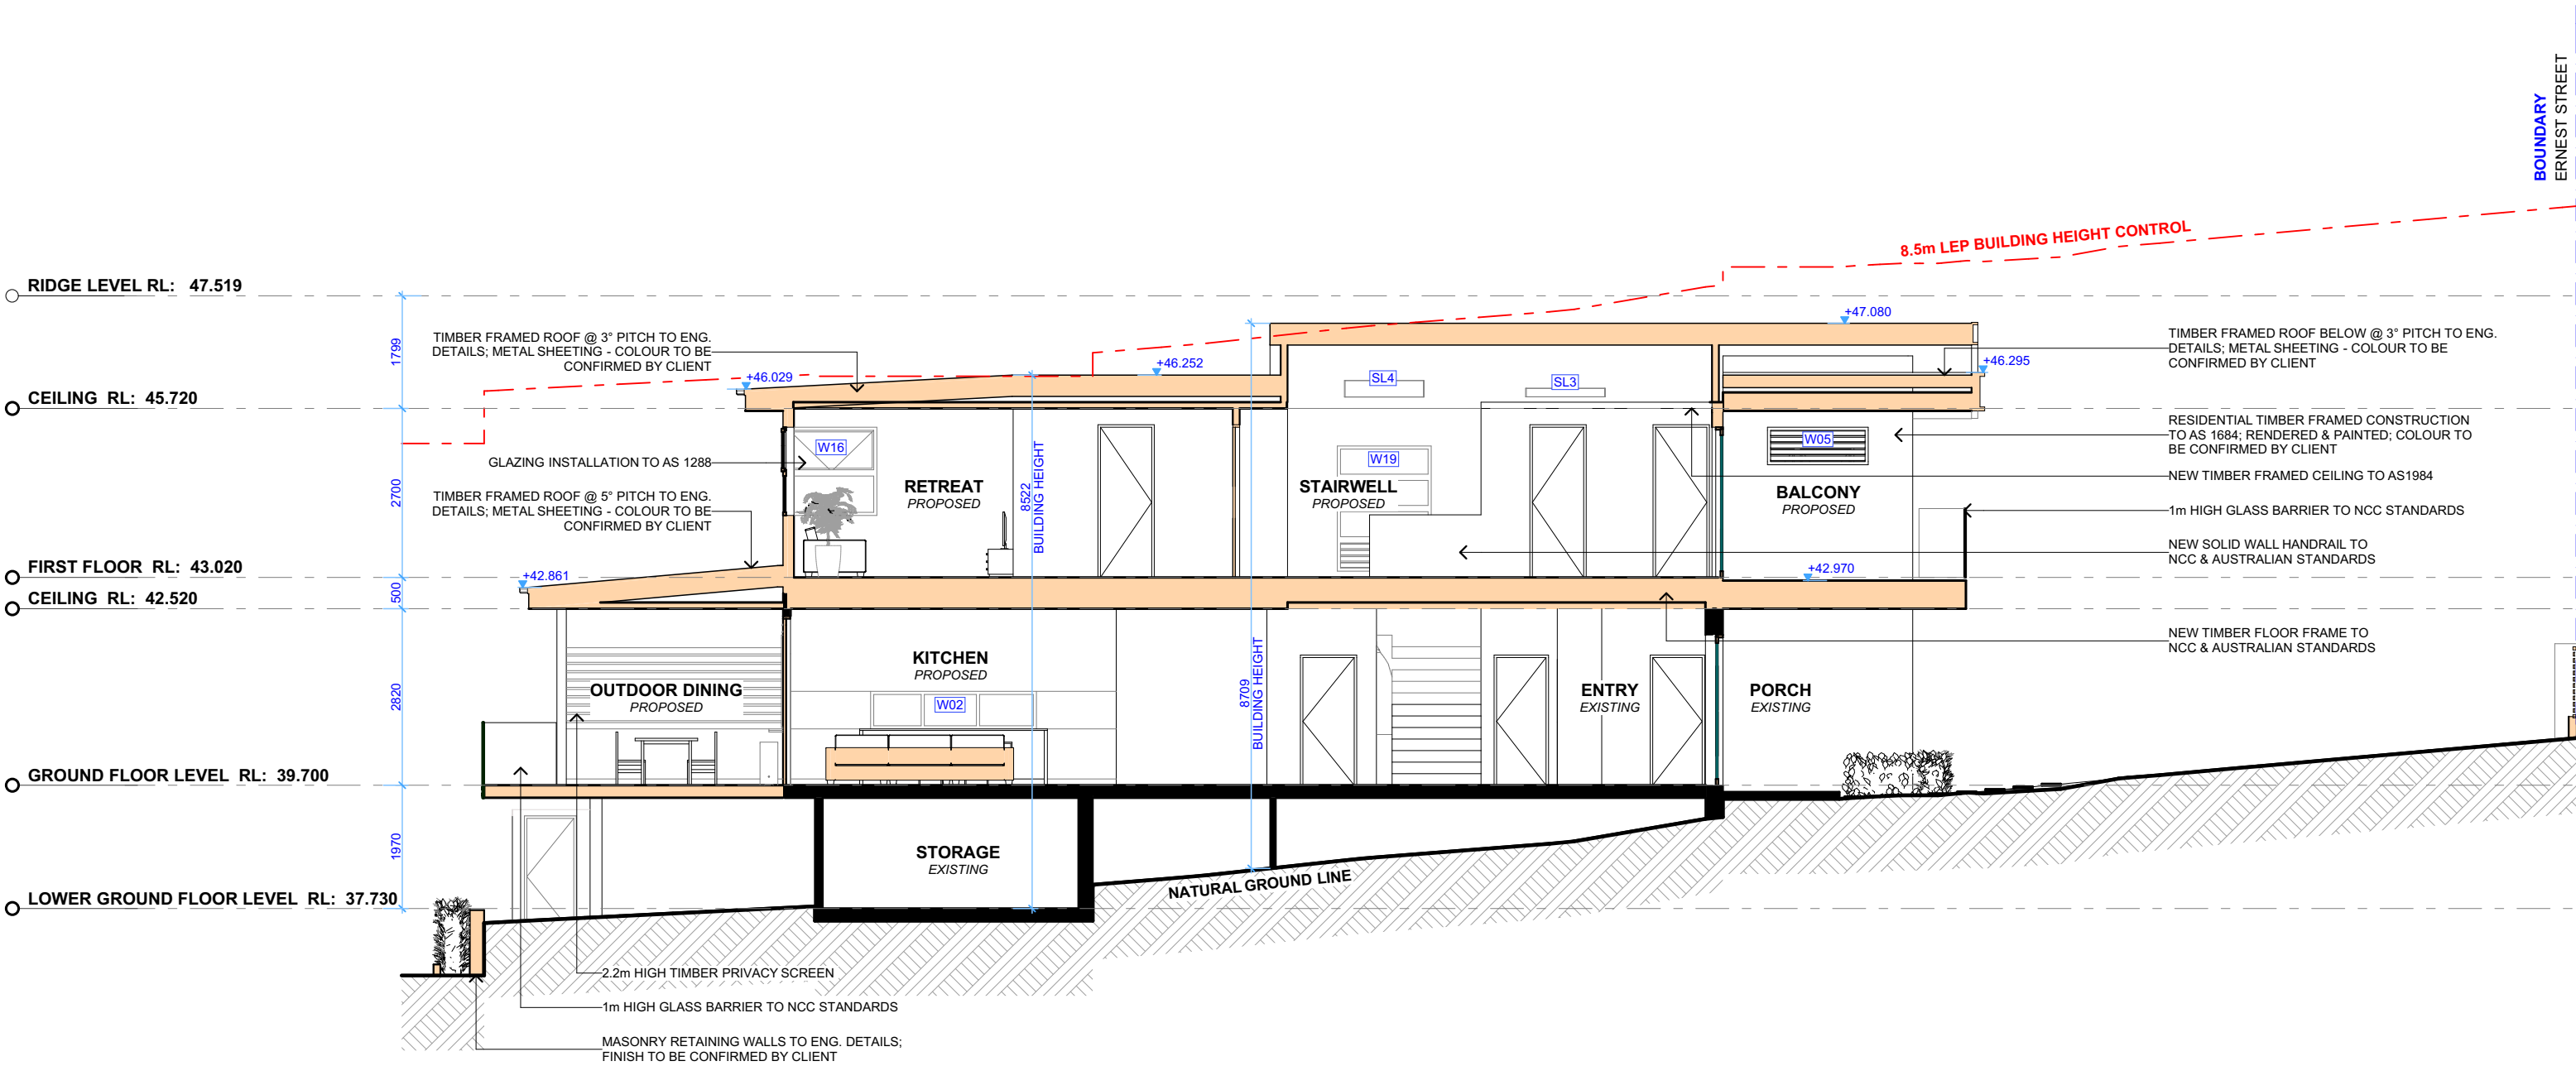 BOUNDARY
ERNEST STREET
8.5m LEP BUILDING HEIGHT CONTROL
RIDGE LEVEL RL: 47.519
1799
CEILING RL: 45.720
2700
FIRST FLOOR RL: 43.020
500
CEILING RL: 42.520
2820
GROUND FLOOR LEVEL RL: 39.700
1970
LOWER GROUND FLOOR LEVEL RL: 37.730
TIMBER FRAMED ROOF @ 3° PITCH TO ENG.
DETAILS; METAL SHEETING - COLOUR TO BE
CONFIRMED BY CLIENT
GLAZING INSTALLATION TO AS 1288
TIMBER FRAMED ROOF @ 5° PITCH TO ENG.
DETAILS; METAL SHEETING - COLOUR TO BE
CONFIRMED BY CLIENT
+46.029
+46.252
+47.080
+46.295
+42.861
+42.970
W16
RETREAT
PROPOSED
8522
BUILDING HEIGHT
8709
BUILDING HEIGHT
SL4
SL3
W19
STAIRWELL
PROPOSED
W05
BALCONY
PROPOSED
OUTDOOR DINING
PROPOSED
KITCHEN
PROPOSED
W02
ENTRY
EXISTING
PORCH
EXISTING
STORAGE
EXISTING
NATURAL GROUND LINE
TIMBER FRAMED ROOF BELOW @ 3° PITCH TO ENG.
DETAILS; METAL SHEETING - COLOUR TO BE
CONFIRMED BY CLIENT
RESIDENTIAL TIMBER FRAMED CONSTRUCTION
TO AS 1684; RENDERED & PAINTED; COLOUR TO
BE CONFIRMED BY CLIENT
NEW TIMBER FRAMED CEILING TO AS1984
1m HIGH GLASS BARRIER TO NCC STANDARDS
NEW SOLID WALL HANDRAIL TO
NCC & AUSTRALIAN STANDARDS
NEW TIMBER FLOOR FRAME TO
NCC & AUSTRALIAN STANDARDS
2.2m HIGH TIMBER PRIVACY SCREEN
1m HIGH GLASS BARRIER TO NCC STANDARDS
MASONRY RETAINING WALLS TO ENG. DETAILS;
FINISH TO BE CONFIRMED BY CLIENT